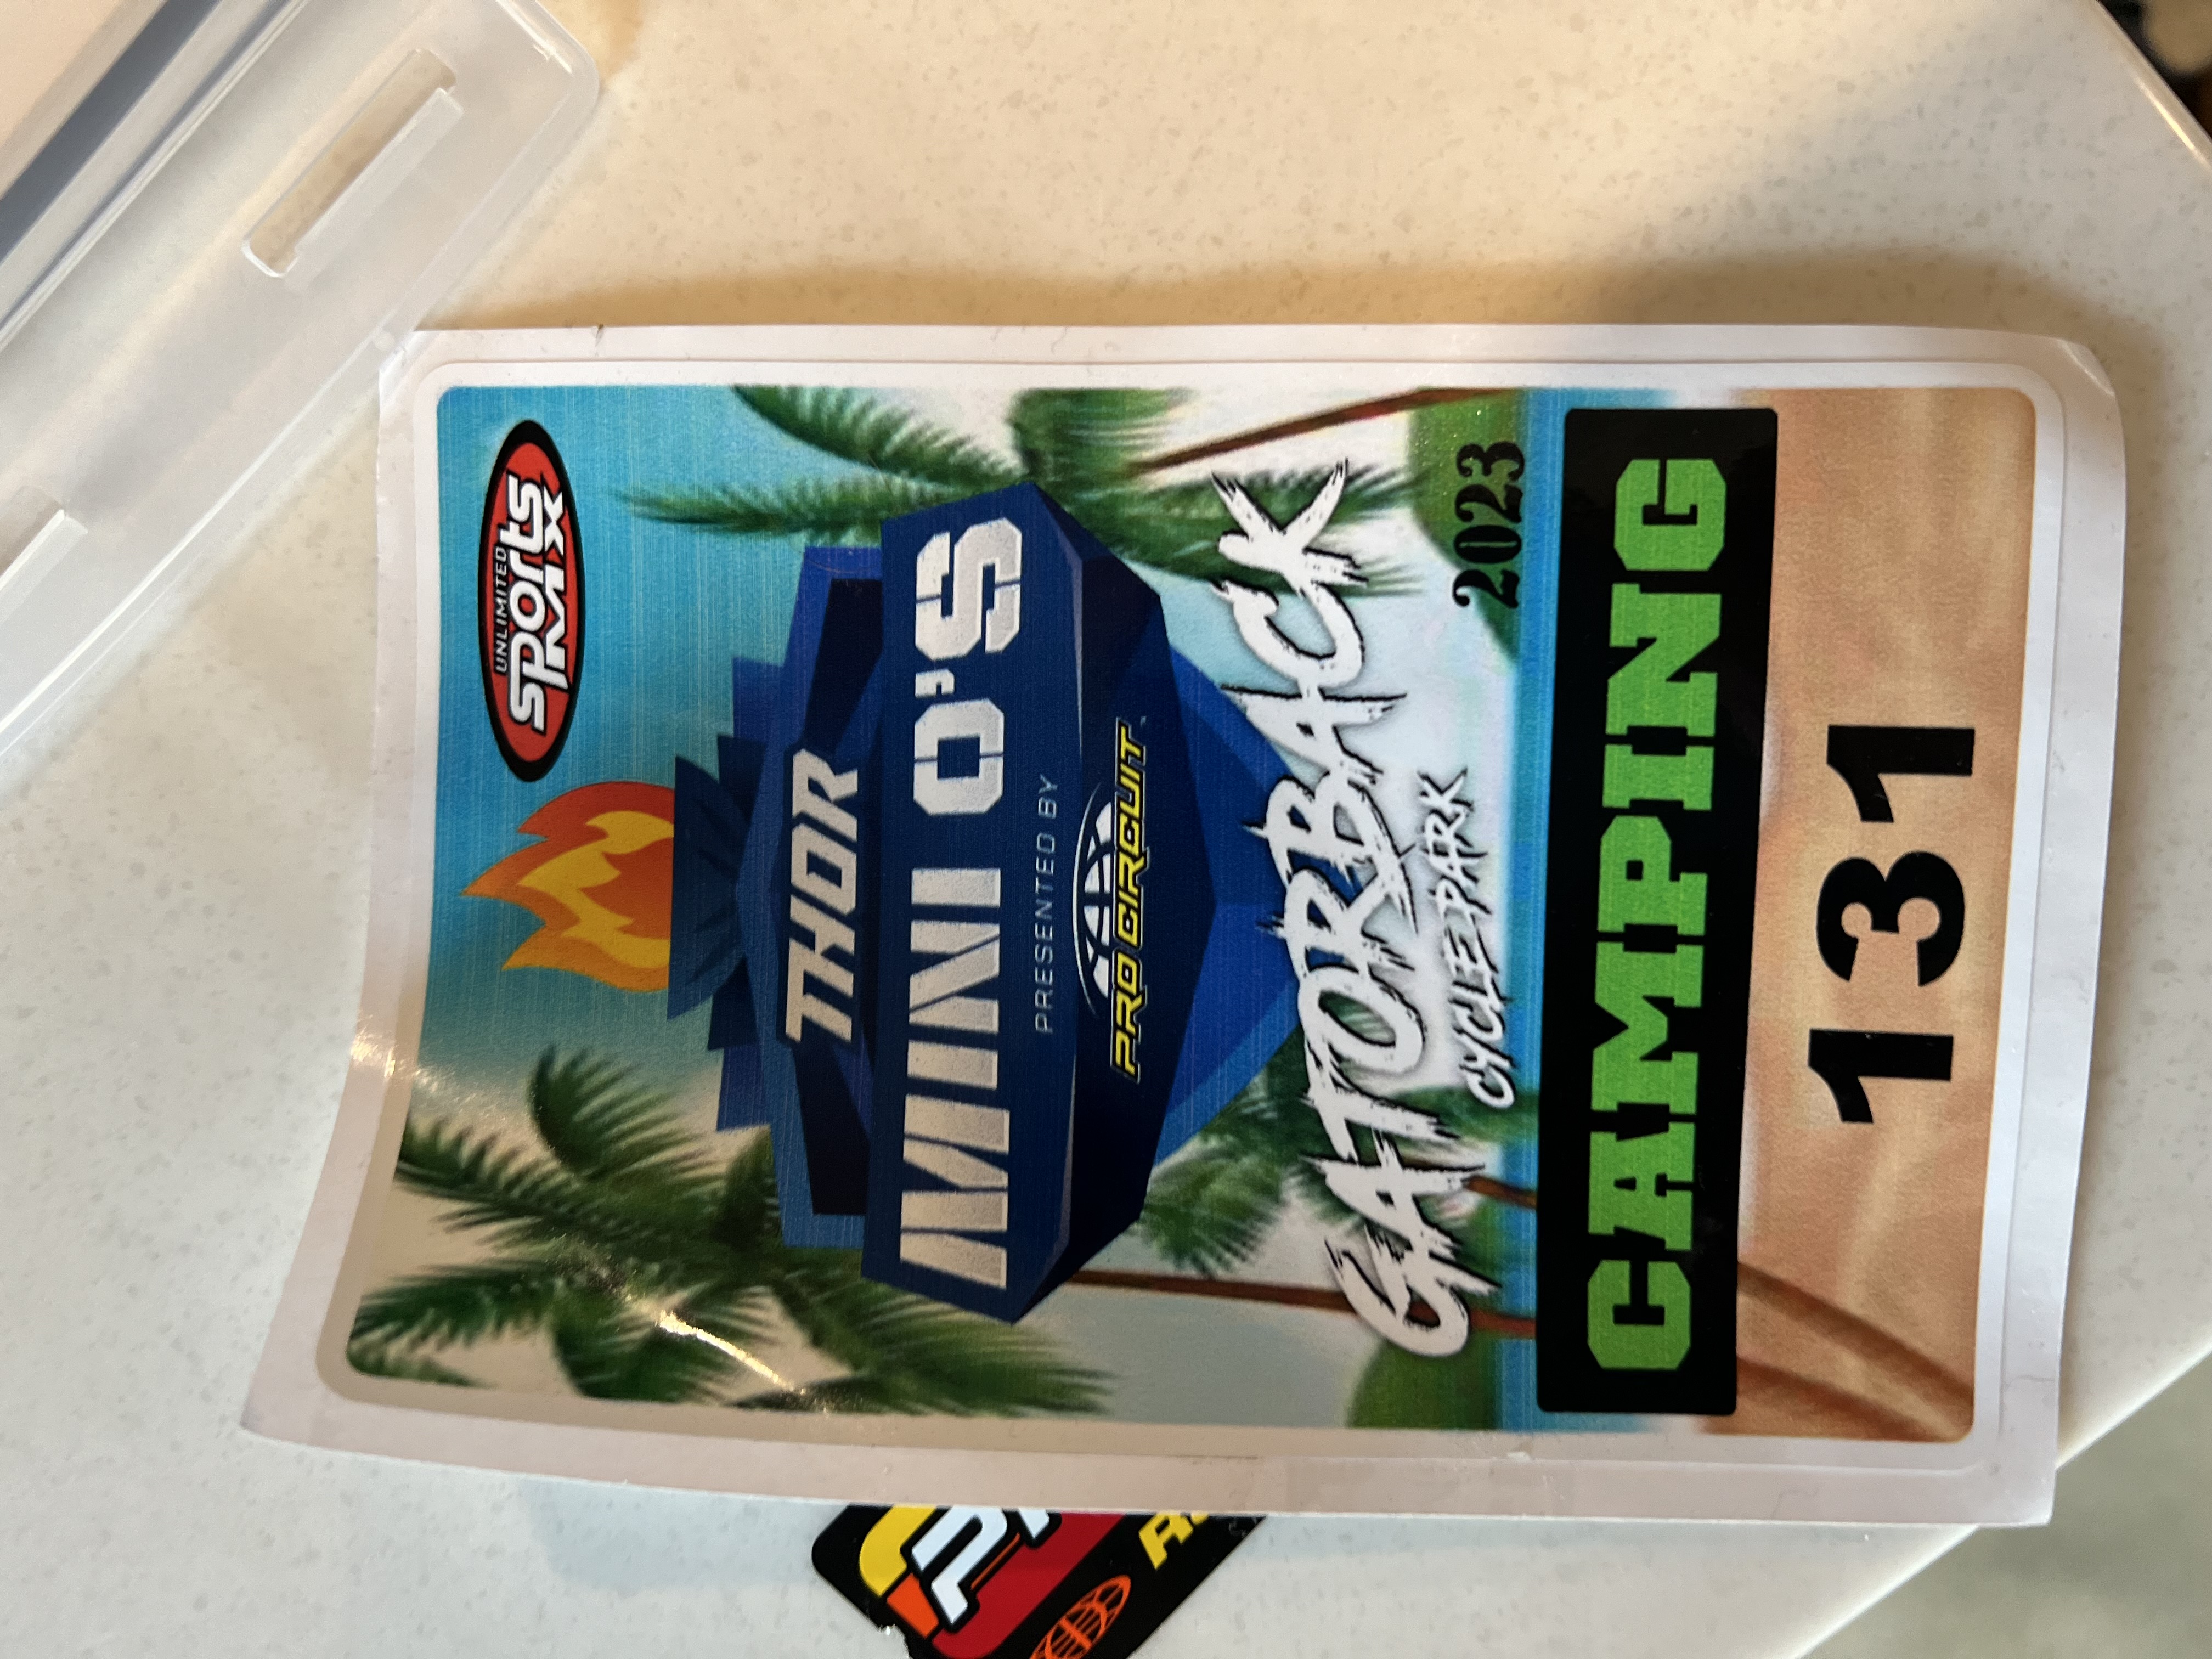 UNLIMITED
sports
MX
THOR
MINI O'S
PRESENTED BY
PRO CIRCUIT
GATORBACK
CYCLE PARK
2023
CAMPING
131